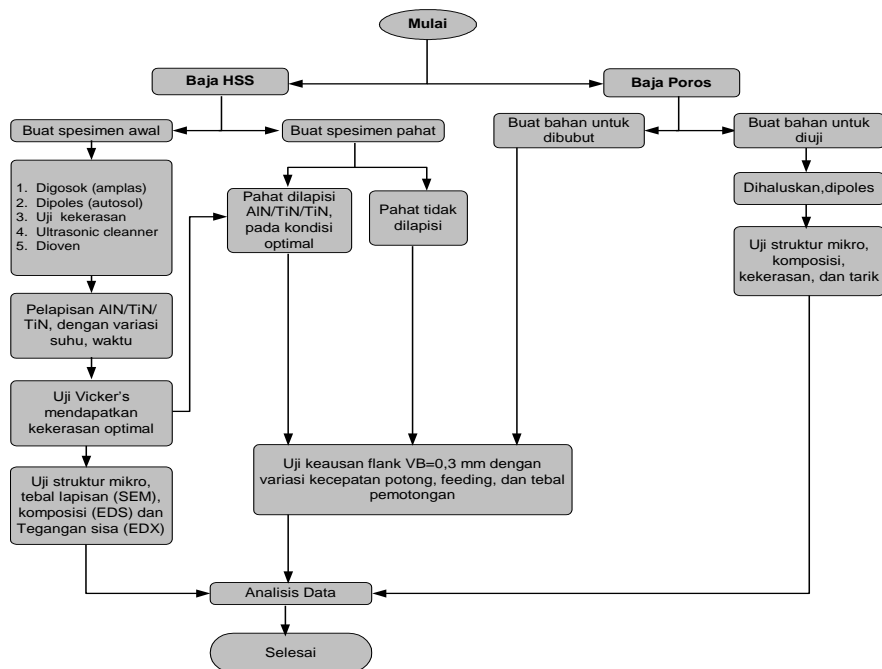 Mulai
Baja HSS
Baja Poros
Buat spesimen awal
Buat spesimen pahat
Buat bahan untuk
dibubut
Buat bahan untuk
diuji
1. Digosok (amplas)
2. Dipoles (autosol)
3. Uji kekerasan
4. Ultrasonic cleanner
5. Dioven
Pahat dilapisi
AlN/TiN/TiN,
pada kondisi
optimal
Pahat tidak
dilapisi
Dihaluskan,dipoles
Uji struktur mikro,
komposisi,
kekerasan, dan tarik
Pelapisan AlN/TiN/
TiN, dengan variasi
suhu, waktu
Uji Vicker's
mendapatkan
kekerasan optimal
Uji keausan flank VB=0,3 mm dengan
variasi kecepatan potong, feeding, dan tebal
pemotongan
Uji struktur mikro,
tebal lapisan (SEM),
komposisi (EDS) dan
Tegangan sisa (EDX)
Analisis Data
Selesai